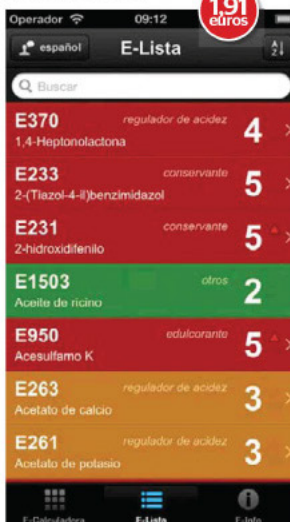 1,91
euros
Operador 09:12
español E-Lista
Buscar
E370 regulador de acidez 4
1,4-Heptonolactona
E233 conservante 5
2-(Tiazol-4-il)benzimidazol
E231 conservante 5
2-hidroxidifenilo
E1503 otros 2
Aceite de ricino
E950 edulcorante 5
Acesulfamo K
E263 regulador de acidez 3
Acetato de calcio
E261 regulador de acidez 3
Acetato de potasio
E-Calculadora E-Lista E-Info